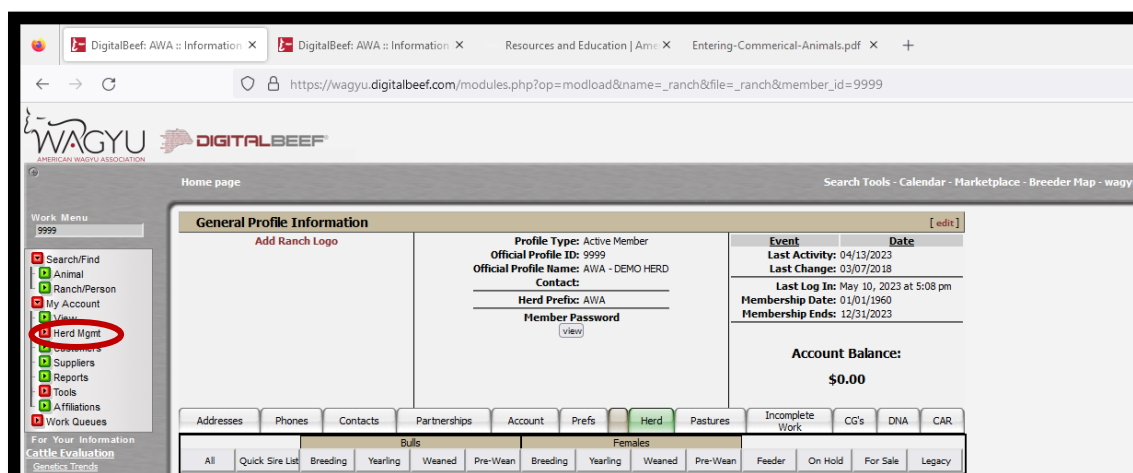 DigitalBeef: AWA :: Information × DigitalBeef: AWA :: Information × Resources and Education | Ame × Entering-Commerical-Animals.pdf × +
https://wagyu.digitalbeef.com/modules.php?op=modload&name=_ranch&file=_ranch&member_id=9999
WAGYU DIGITALBEEF
AMERICAN WAGYU ASSOCIATION
Home page Search Tools - Calendar - Marketplace - Breeder Map - wagy
Work Menu
9999
Search/Find
Animal
Ranch/Person
My Account
View
Herd Mgmt
Customers
Suppliers
Reports
Tools
Affiliations
Work Queues
For Your Information
Cattle Evaluation
Genetics Trends
General Profile Information [ edit ]
Add Ranch Logo
Profile Type: Active Member
Official Profile ID: 9999
Official Profile Name: AWA - DEMO HERD
Contact:
Herd Prefix: AWA
Member Password
view
Event Date
Last Activity: 04/13/2023
Last Change: 03/07/2018
Last Log In: May 10, 2023 at 5:08 pm
Membership Date: 01/01/1960
Membership Ends: 12/31/2023
Account Balance:
$0.00
Addresses Phones Contacts Partnerships Account Prefs Herd Pastures Incomplete Work CG's DNA CAR
Bulls Females
All Quick Sire List Breeding Yearling Weaned Pre-Wean Breeding Yearling Weaned Pre-Wean Feeder On Hold For Sale Legacy